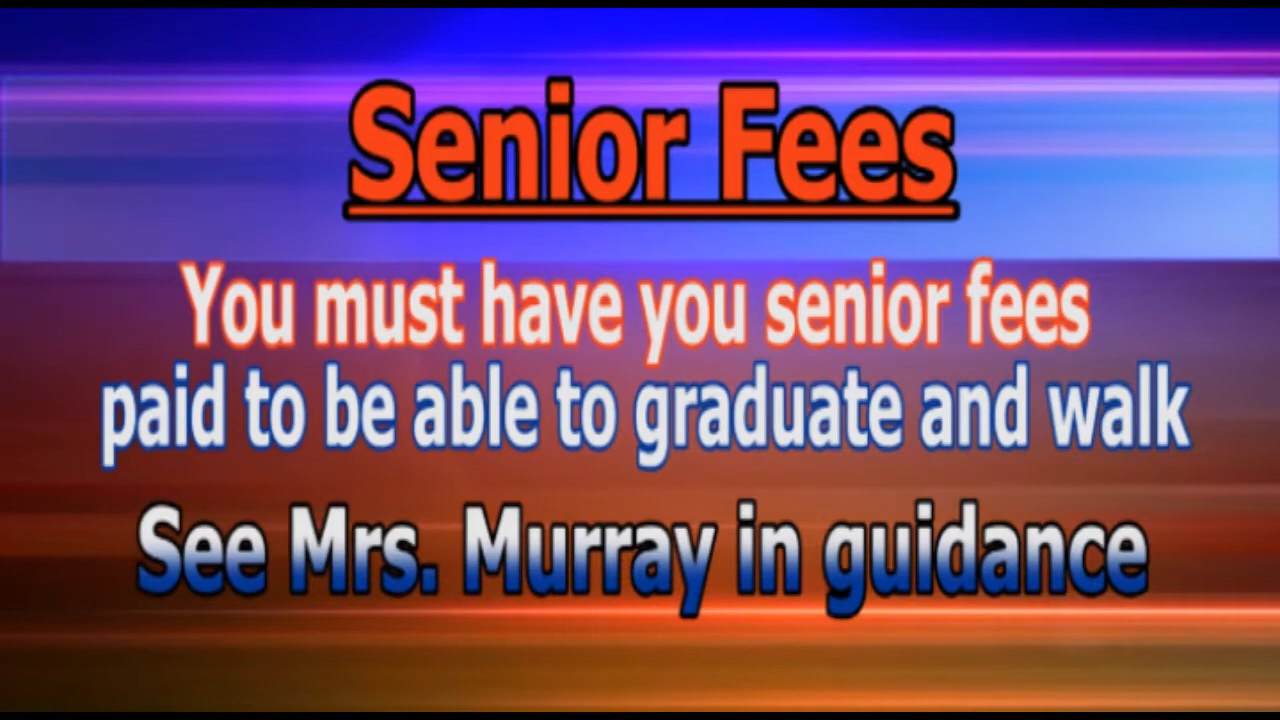 Senior Fees
You must have you senior fees
paid to be able to graduate and walk
See Mrs. Murray in guidance